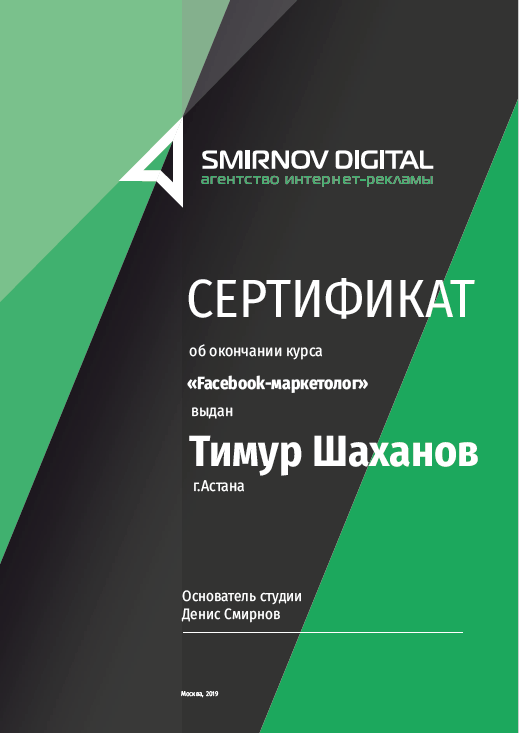 SMIRNOV DIGITAL
агентство интернет-рекламы
СЕРТИФИКАТ
об окончании курса
«Facebook-маркетолог»
выдан
Тимур Шаханов
г.Астана
Основатель студии
Денис Смирнов
Москва, 2019